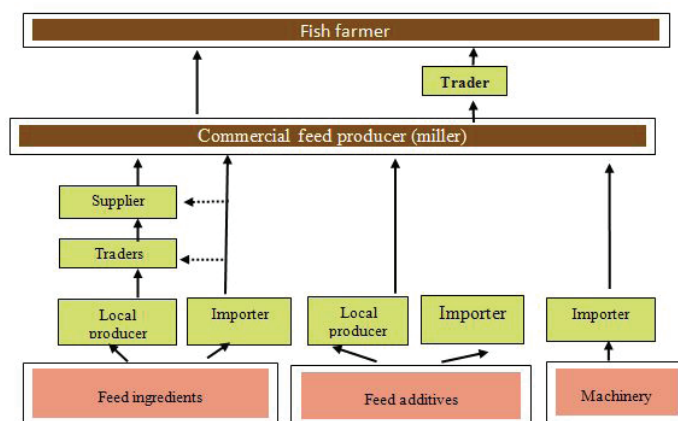 Fish farmer
Trader
Commercial feed producer (miller)
Supplier
Traders
Local
producer
Importer
Local
producer
Importer
Importer
Feed ingredients
Feed additives
Machinery